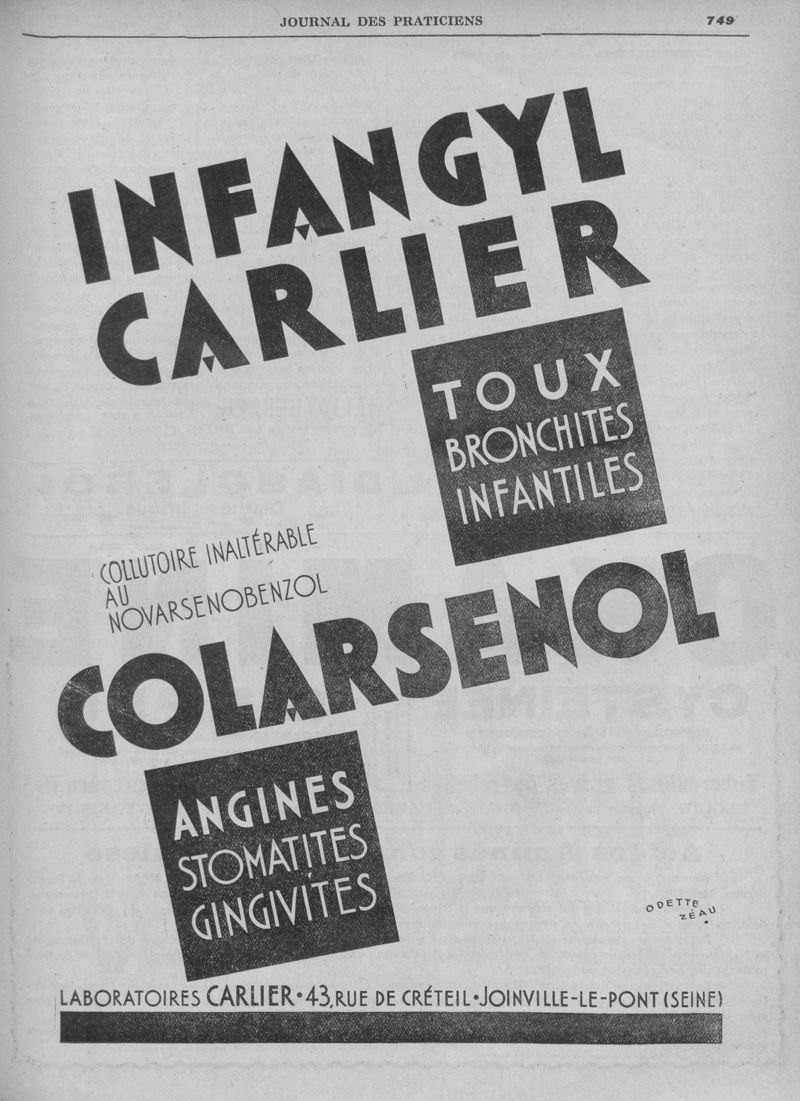 JOURNAL DES PRATICIENS 749
INFANGYL
CARLIER
TOUX
BRONCHITES
INFANTILES
COLLUTOIRE INALTÉRABLE
AU
NOVARSENOBENZOL
COLARSENOL
ANGINES
STOMATITES
GINGIVITES
ODETTE
ZÉAU
LABORATOIRES CARLIER • 43, RUE DE CRÉTEIL • JOINVILLE-LE-PONT (SEINE)